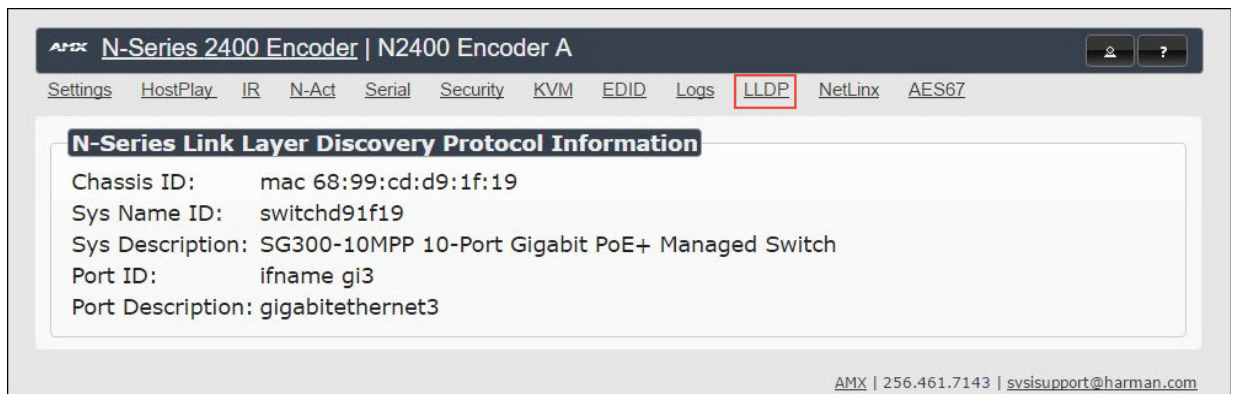 AMX N-Series 2400 Encoder | N2400 Encoder A ?
Settings HostPlay IR N-Act Serial Security KVM EDID Logs LLDP NetLinx AES67
N-Series Link Layer Discovery Protocol Information
Chassis ID: mac 68:99:cd:d9:1f:19
Sys Name ID: switchd91f19
Sys Description: SG300-10MPP 10-Port Gigabit PoE+ Managed Switch
Port ID: ifname gi3
Port Description: gigabitethernet3
AMX | 256.461.7143 | svsisupport@harman.com